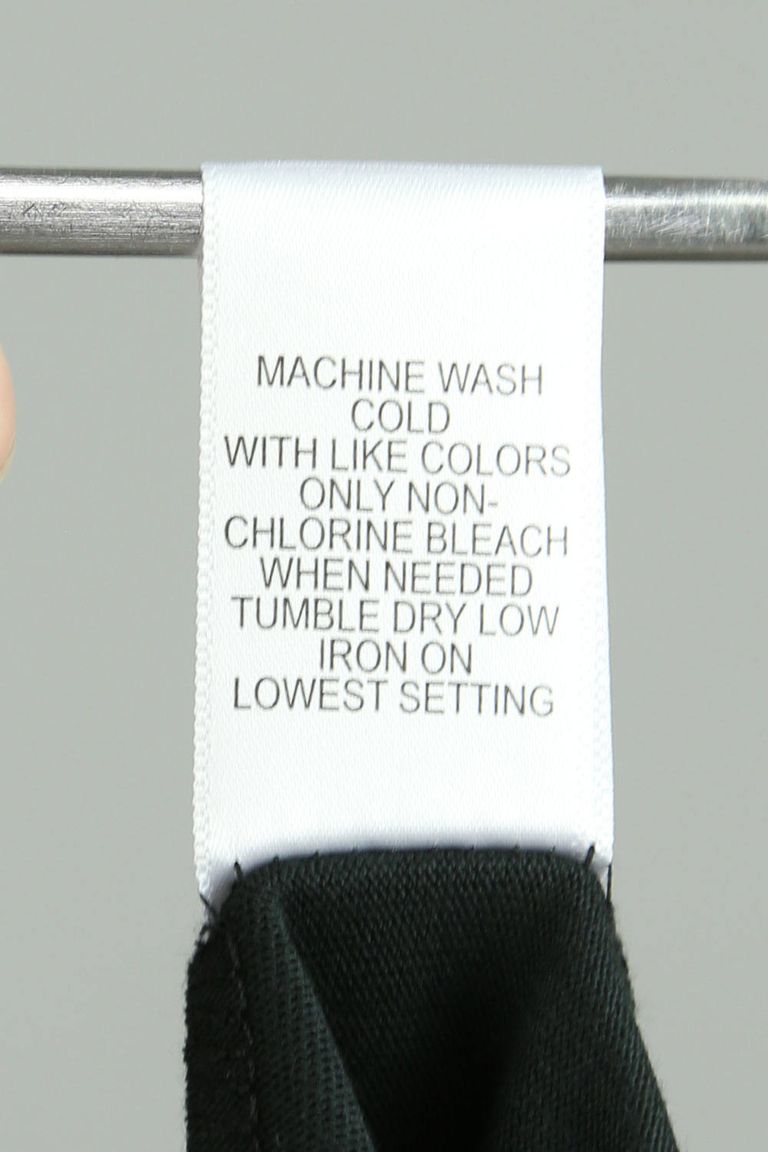 MACHINE WASH
COLD
WITH LIKE COLORS
ONLY NON-
CHLORINE BLEACH
WHEN NEEDED
TUMBLE DRY LOW
IRON ON
LOWEST SETTING